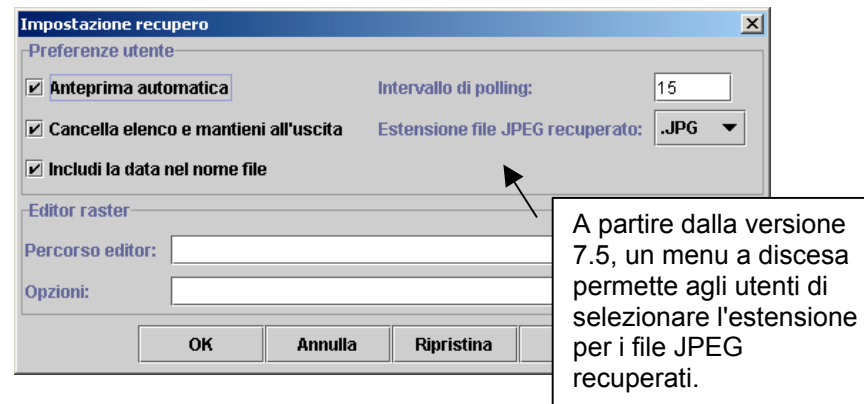 Impostazione recupero
Preferenze utente
Anteprima automatica
Intervallo di polling:
15
Cancella elenco e mantieni all'uscita
Estensione file JPEG recuperato:
.JPG
Includi la data nel nome file
Editor raster
Percorso editor:
Opzioni:
OK
Annulla
Ripristina
A partire dalla versione
7.5, un menu a discesa
permette agli utenti di
selezionare l'estensione
per i file JPEG
recuperati.